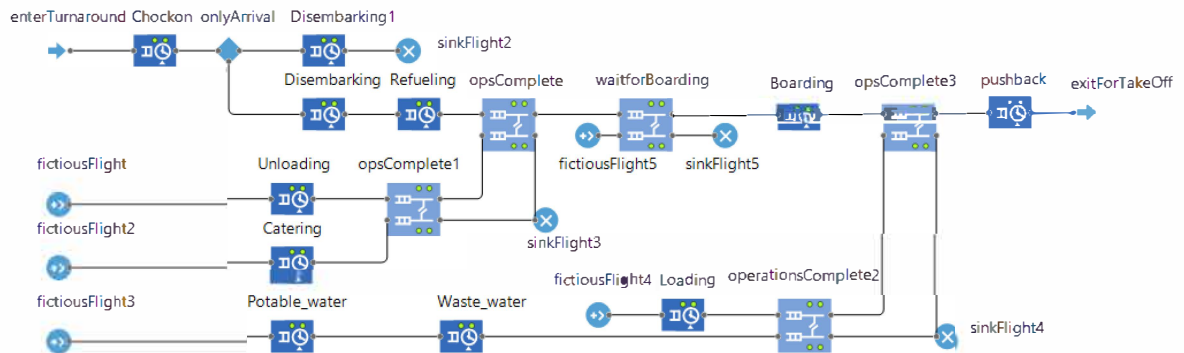 enterTurnaround Chockon onlyArrival Disembarking1
sinkFlight2
Disembarking Refueling opsComplete waitforBoarding Boarding opsComplete3 pushback exitForTakeOff
fictiousFlight Unloading opsComplete1 fictiousFlight5 sinkFlight5
fictiousFlight2 Catering
sinkFlight3
fictiousFlight4 Loading operationsComplete2
fictiousFlight3 Potable_water Waste_water
sinkFlight4